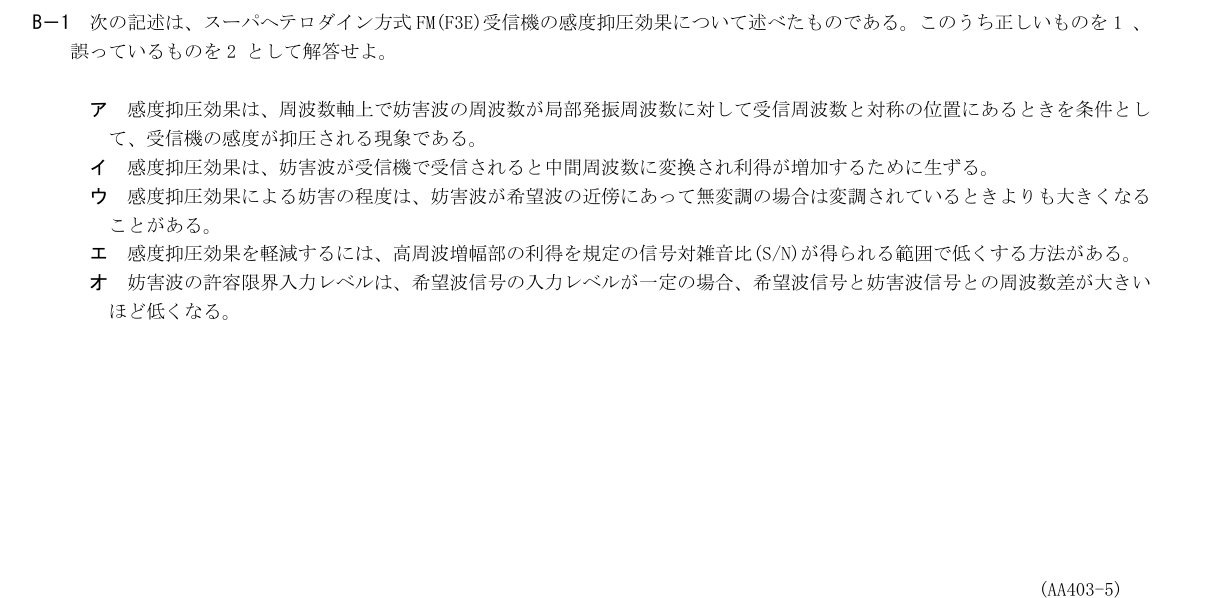 B－1 次の記述は、スーパヘテロダイン方式 FM(F3E)受信機の感度抑圧効果について述べたものである。このうち正しいものを 1 、
誤っているものを 2 として解答せよ。
ア 感度抑圧効果は、周波数軸上で妨害波の周波数が局部発振周波数に対して受信周波数と対称の位置にあるときを条件とし
て、受信機の感度が抑圧される現象である。
イ 感度抑圧効果は、妨害波が受信機で受信されると中間周波数に変換され利得が増加するために生ずる。
ウ 感度抑圧効果による妨害の程度は、妨害波が希望波の近傍にあって無変調の場合は変調されているときよりも大きくなる
ことがある。
エ 感度抑圧効果を軽減するには、高周波増幅部の利得を規定の信号対雑音比(S/N)が得られる範囲で低くする方法がある。
オ 妨害波の許容限界入力レベルは、希望波信号の入力レベルが一定の場合、希望波信号と妨害波信号との周波数差が大きい
ほど低くなる。
(AA403-5)